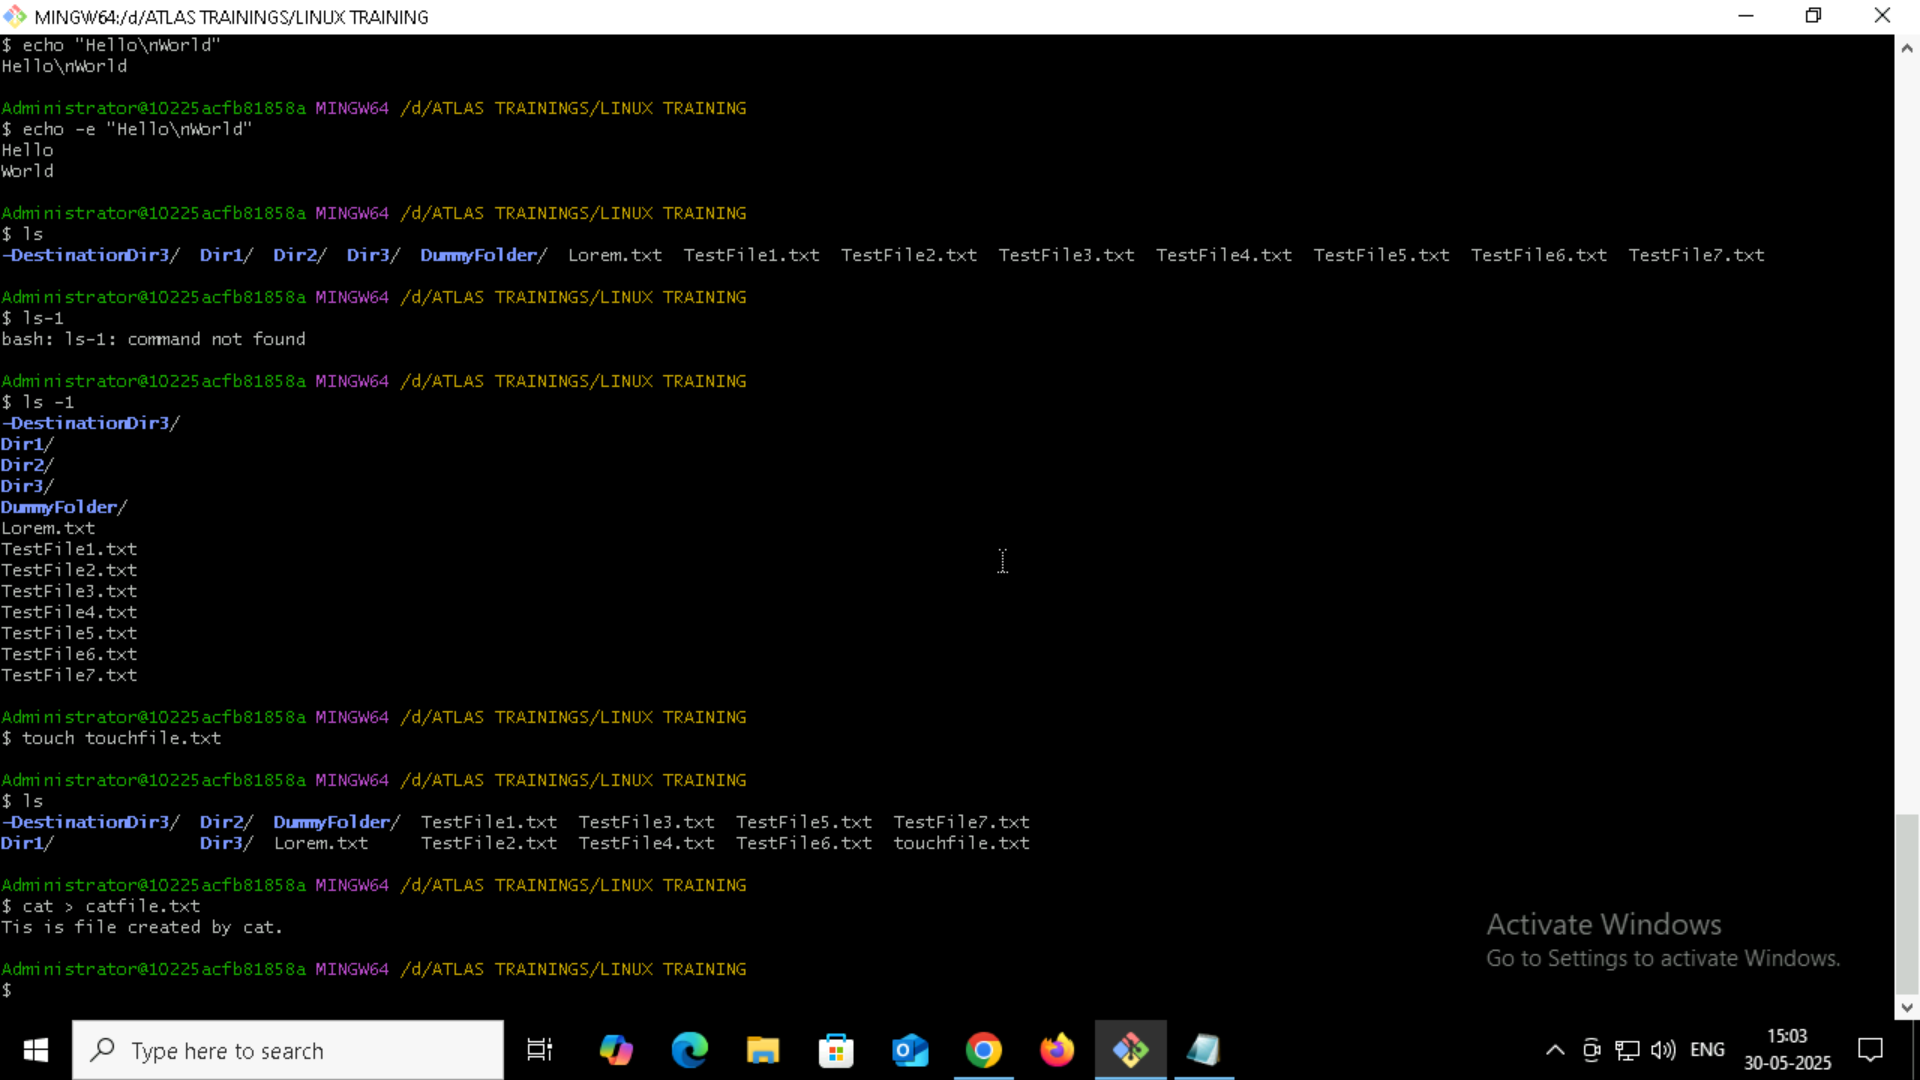 MINGW64:/d/ATLAS TRAININGS/LINUX TRAINING
$ echo "Hello\nWorld"
Hello\nWorld
Administrator@10225acfb81858a MINGW64 /d/ATLAS TRAININGS/LINUX TRAINING
$ echo -e "Hello\nWorld"
Hello
World
Administrator@10225acfb81858a MINGW64 /d/ATLAS TRAININGS/LINUX TRAINING
$ ls
-DestinationDir3/ Dir1/ Dir2/ Dir3/ DummyFolder/ Lorem.txt TestFile1.txt TestFile2.txt TestFile3.txt TestFile4.txt TestFile5.txt TestFile6.txt TestFile7.txt
Administrator@10225acfb81858a MINGW64 /d/ATLAS TRAININGS/LINUX TRAINING
$ ls-1
bash: ls-1: command not found
Administrator@10225acfb81858a MINGW64 /d/ATLAS TRAININGS/LINUX TRAINING
$ ls -1
-DestinationDir3/
Dir1/
Dir2/
Dir3/
DummyFolder/
Lorem.txt
TestFile1.txt
TestFile2.txt
TestFile3.txt
TestFile4.txt
TestFile5.txt
TestFile6.txt
TestFile7.txt
Administrator@10225acfb81858a MINGW64 /d/ATLAS TRAININGS/LINUX TRAINING
$ touch touchfile.txt
Administrator@10225acfb81858a MINGW64 /d/ATLAS TRAININGS/LINUX TRAINING
$ ls
-DestinationDir3/ Dir2/ DummyFolder/ TestFile1.txt TestFile3.txt TestFile5.txt TestFile7.txt
Dir1/ Dir3/ Lorem.txt TestFile2.txt TestFile4.txt TestFile6.txt touchfile.txt
Administrator@10225acfb81858a MINGW64 /d/ATLAS TRAININGS/LINUX TRAINING
$ cat > catfile.txt
Tis is file created by cat.
Administrator@10225acfb81858a MINGW64 /d/ATLAS TRAININGS/LINUX TRAINING
$
Activate Windows
Go to Settings to activate Windows.
Type here to search
ENG
15:03
30-05-2025